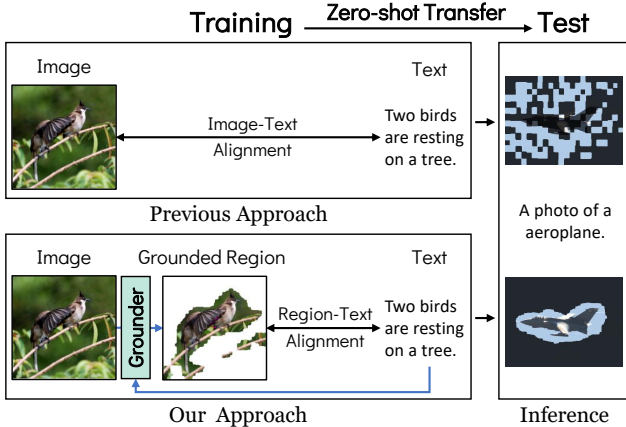 Training
Zero-shot Transfer
Test
Image
Text
Image-Text
Alignment
Two birds
are resting
on a tree.
Previous Approach
A photo of a
aeroplane.
Image
Grounded Region
Text
Grounder
Region-Text
Alignment
Two birds
are resting
on a tree.
Our Approach
Inference